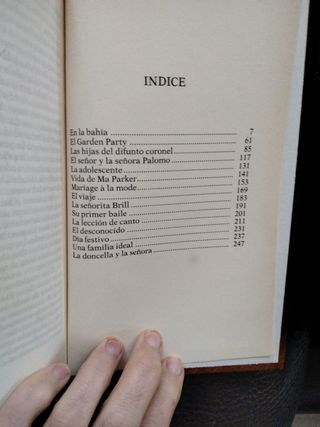 INDICE
En la bahía ........ 7
El Garden Party ........ 61
Las hijas del difunto coronel ........ 85
El señor y la señora Palomo ........ 117
La adolescente ........ 131
Vida de Ma Parker ........ 141
Mariage à la mode ........ 153
El viaje ........ 169
La señorita Brill ........ 183
Su primer baile ........ 191
La lección de canto ........ 201
El desconocido ........ 211
Día festivo ........ 231
Una familia ideal ........ 237
La doncella y la señora ........ 247